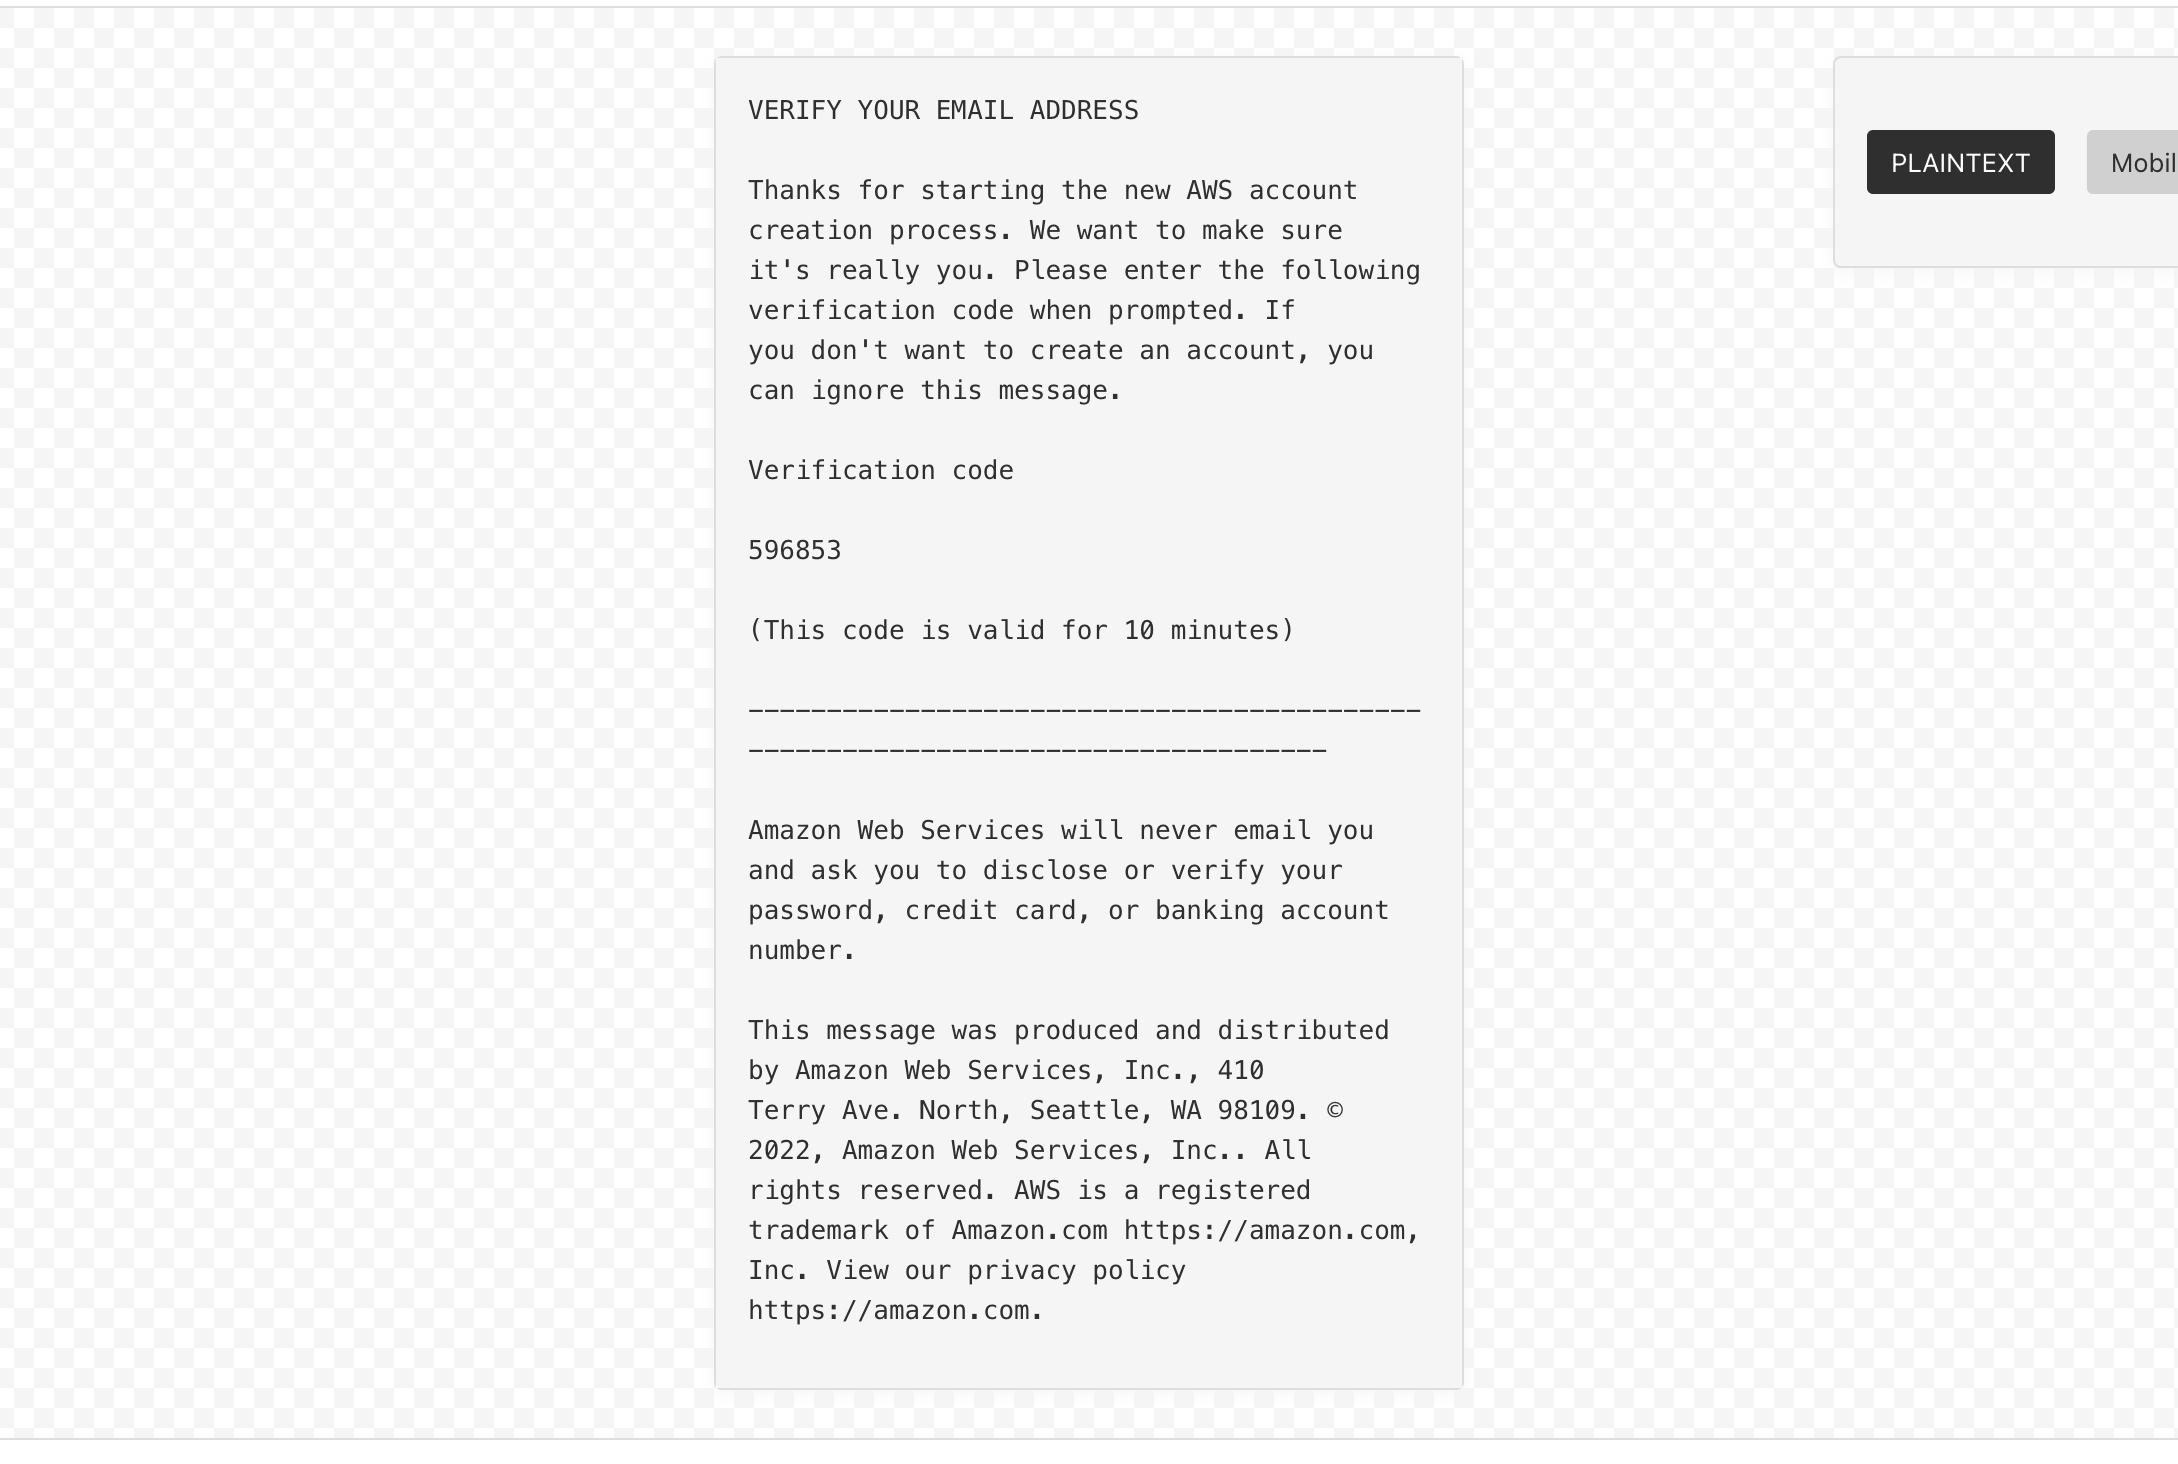 VERIFY YOUR EMAIL ADDRESS
Thanks for starting the new AWS account
creation process. We want to make sure
it's really you. Please enter the following
verification code when prompted. If
you don't want to create an account, you
can ignore this message.
Verification code
596853
(This code is valid for 10 minutes)
-------------------------------------------
-------------------------------------
Amazon Web Services will never email you
and ask you to disclose or verify your
password, credit card, or banking account
number.
This message was produced and distributed
by Amazon Web Services, Inc., 410
Terry Ave. North, Seattle, WA 98109. ©
2022, Amazon Web Services, Inc.. All
rights reserved. AWS is a registered
trademark of Amazon.com https://amazon.com,
Inc. View our privacy policy
https://amazon.com.
PLAINTEXT
Mobil